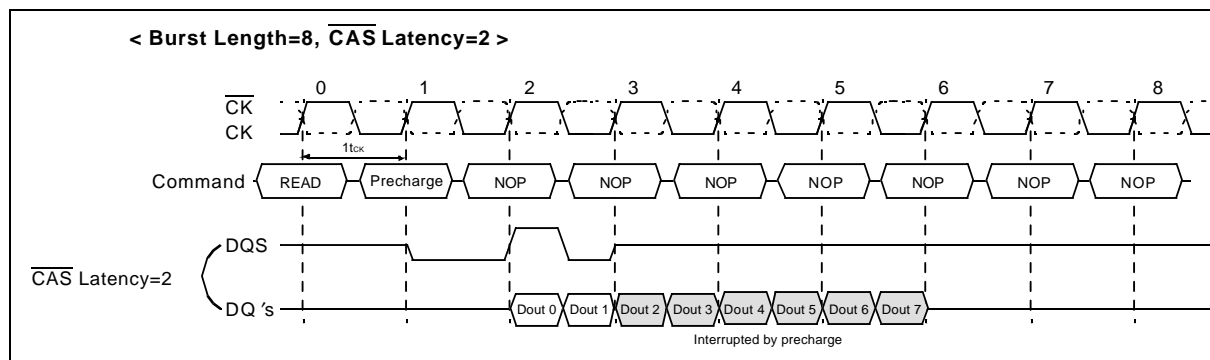 < Burst Length=8, CAS Latency=2 >
0 1 2 3 4 5 6 7 8
CK
CK
1tCK
Command READ Precharge NOP NOP NOP NOP NOP NOP NOP
DQS
CAS Latency=2
DQ 's Dout 0 Dout 1 Dout 2 Dout 3 Dout 4 Dout 5 Dout 6 Dout 7
Interrupted by precharge